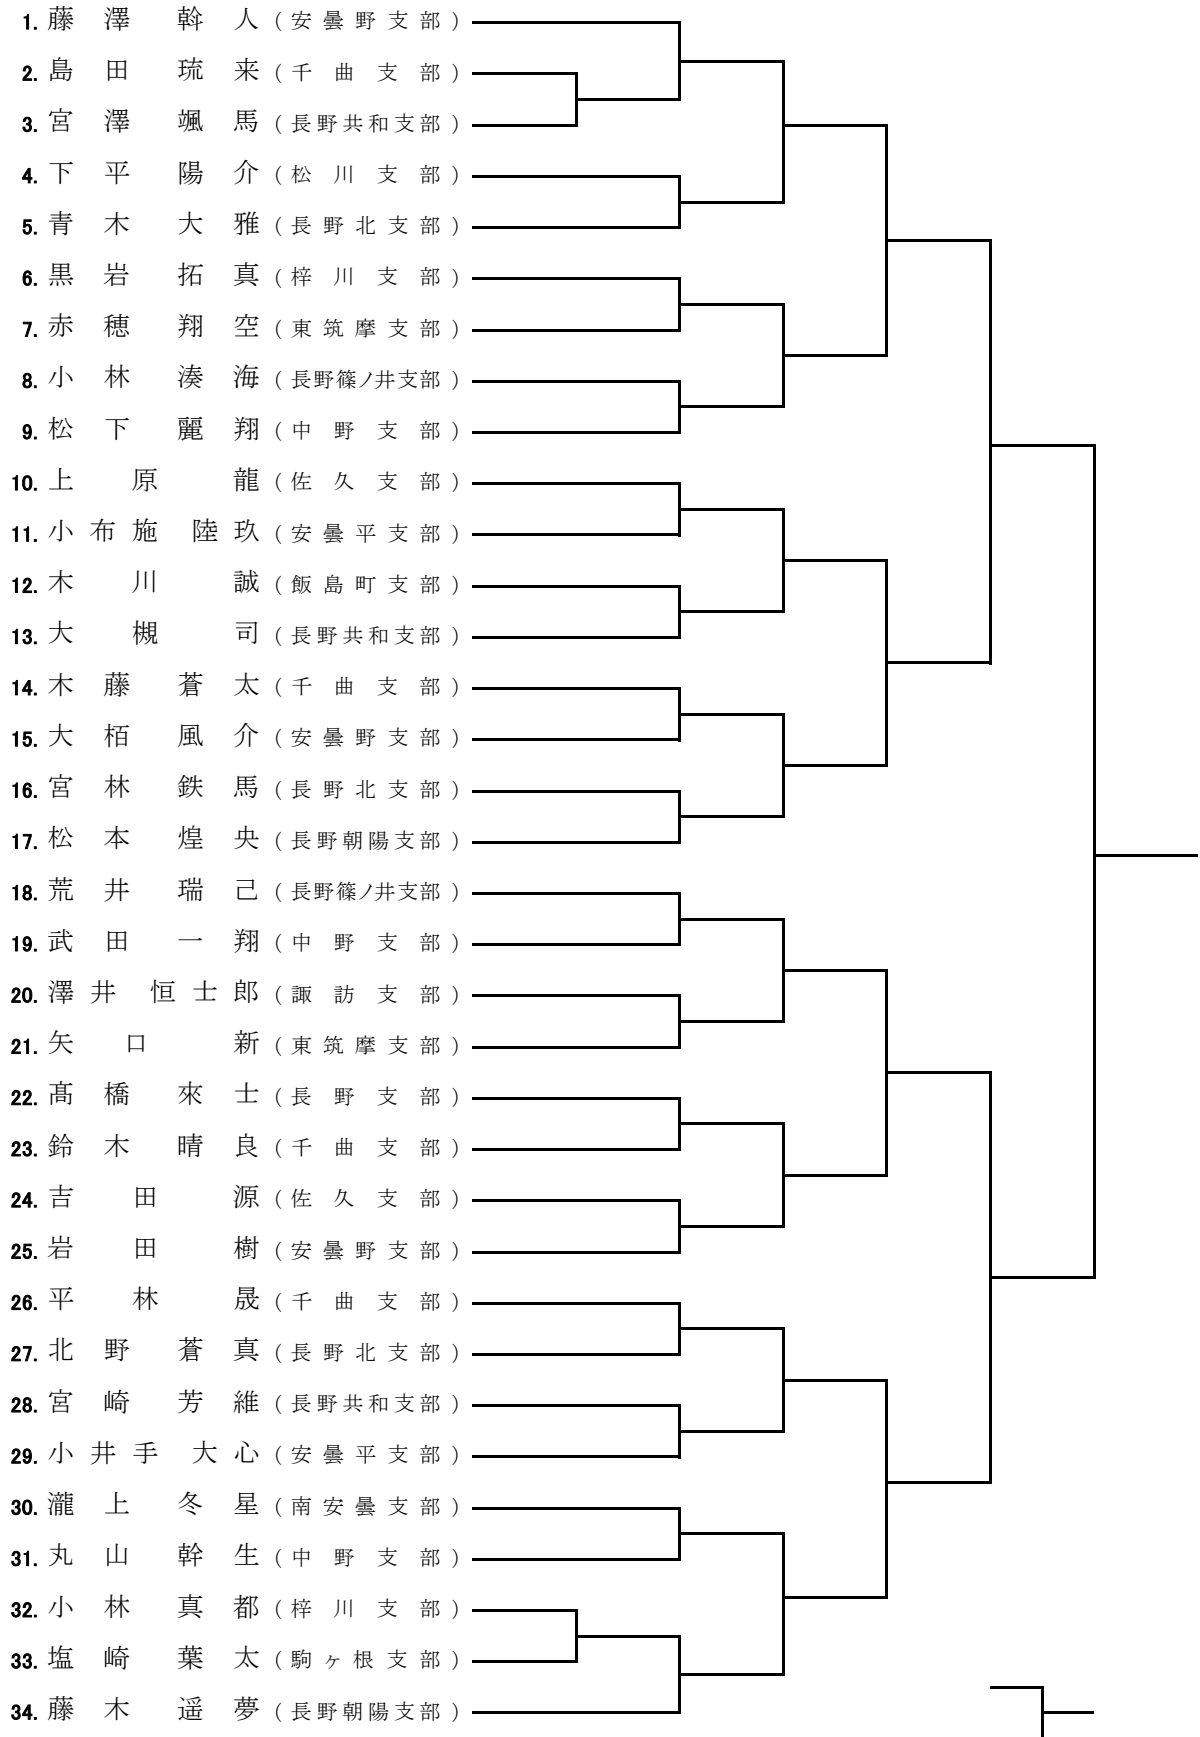 1. 藤澤 斡人 (安曇野支部)
2. 島田 琉来 (千曲支部)
3. 宮澤 颯馬 (長野共和支部)
4. 下平 陽介 (松川支部)
5. 青木 大雅 (長野北支部)
6. 黒岩 拓真 (梓川支部)
7. 赤穂 翔空 (東筑摩支部)
8. 小林 湊海 (長野篠ノ井支部)
9. 松下 麗翔 (中野支部)
10. 上原 龍 (佐久支部)
11. 小布施 陸玖 (安曇平支部)
12. 木川 誠 (飯島町支部)
13. 大槻 司 (長野共和支部)
14. 木藤 蒼太 (千曲支部)
15. 大栢 風介 (安曇野支部)
16. 宮林 鉄馬 (長野北支部)
17. 松本 煌央 (長野朝陽支部)
18. 荒井 瑞己 (長野篠ノ井支部)
19. 武田 一翔 (中野支部)
20. 澤井 恒士郎 (諏訪支部)
21. 矢口 新 (東筑摩支部)
22. 髙橋 來士 (長野支部)
23. 鈴木 晴良 (千曲支部)
24. 吉田 源 (佐久支部)
25. 岩田 樹 (安曇野支部)
26. 平林 晟 (千曲支部)
27. 北野 蒼真 (長野北支部)
28. 宮崎 芳維 (長野共和支部)
29. 小井手 大心 (安曇平支部)
30. 瀧上 冬星 (南安曇支部)
31. 丸山 幹生 (中野支部)
32. 小林 真都 (梓川支部)
33. 塩崎 葉太 (駒ヶ根支部)
34. 藤木 遥夢 (長野朝陽支部)